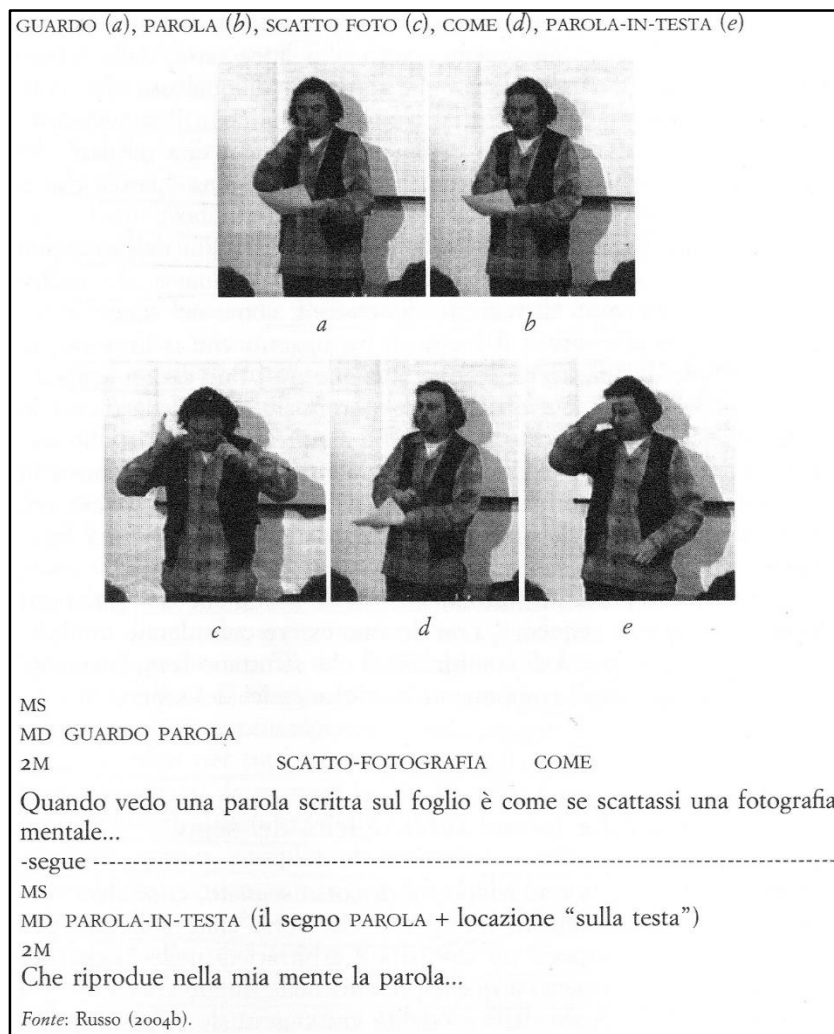 GUARDO (a), PAROLA (b), SCATTO FOTO (c), COME (d), PAROLA-IN-TESTA (e)
a b
c d e
MS
MD GUARDO PAROLA
2M SCATTO-FOTOGRAFIA COME
Quando vedo una parola scritta sul foglio è come se scattassi una fotografia
mentale...
-segue ------------------------------------------------------------
MS
MD PAROLA-IN-TESTA (il segno PAROLA + locazione “sulla testa”)
2M
Che riprodue nella mia mente la parola...
Fonte: Russo (2004b).